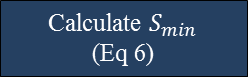 Calculate S_min
(Eq 6)